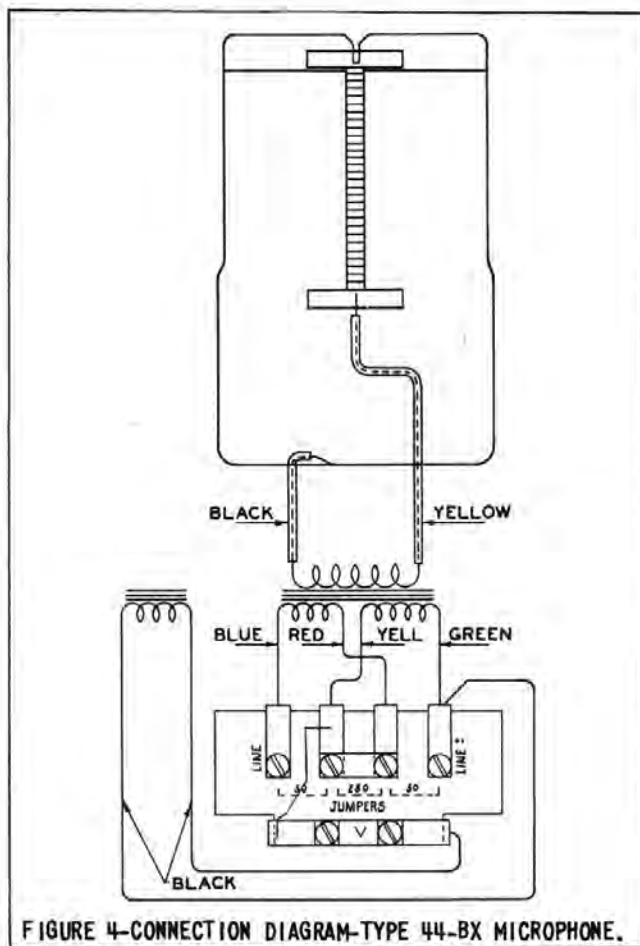 BLACK YELLOW
BLUE RED YELL GREEN
LINE LINE
50 250 50
JUMPERS
V
BLACK
FIGURE 4-CONNECTION DIAGRAM-TYPE 44-BX MICROPHONE.